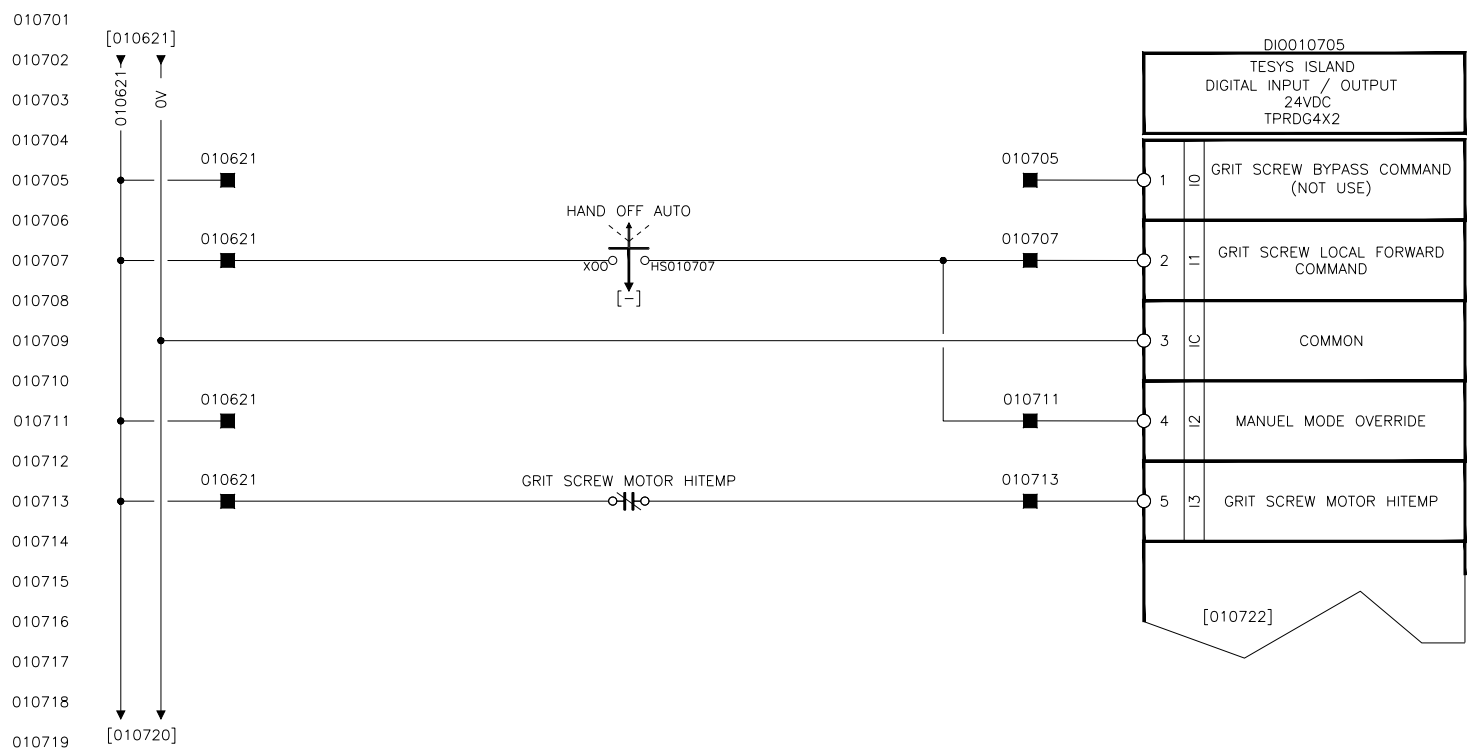 010701
[010621]
DIO010705
010702
TESYS ISLAND
DIGITAL INPUT / OUTPUT
24VDC
TPRDG4X2
010621
0V
010703
010704
010621
010705
010705
1
I0
GRIT SCREW BYPASS COMMAND
(NOT USE)
010706
HAND OFF AUTO
010621
010707
010707
X00
HS010707
2
I1
GRIT SCREW LOCAL FORWARD
COMMAND
010708
[-]
010709
3
IC
COMMON
010710
010621
010711
010711
4
I2
MANUEL MODE OVERRIDE
010712
010621
GRIT SCREW MOTOR HITEMP
010713
010713
5
I3
GRIT SCREW MOTOR HITEMP
010714
010715
010716
[010722]
010717
010718
[010720]
010719